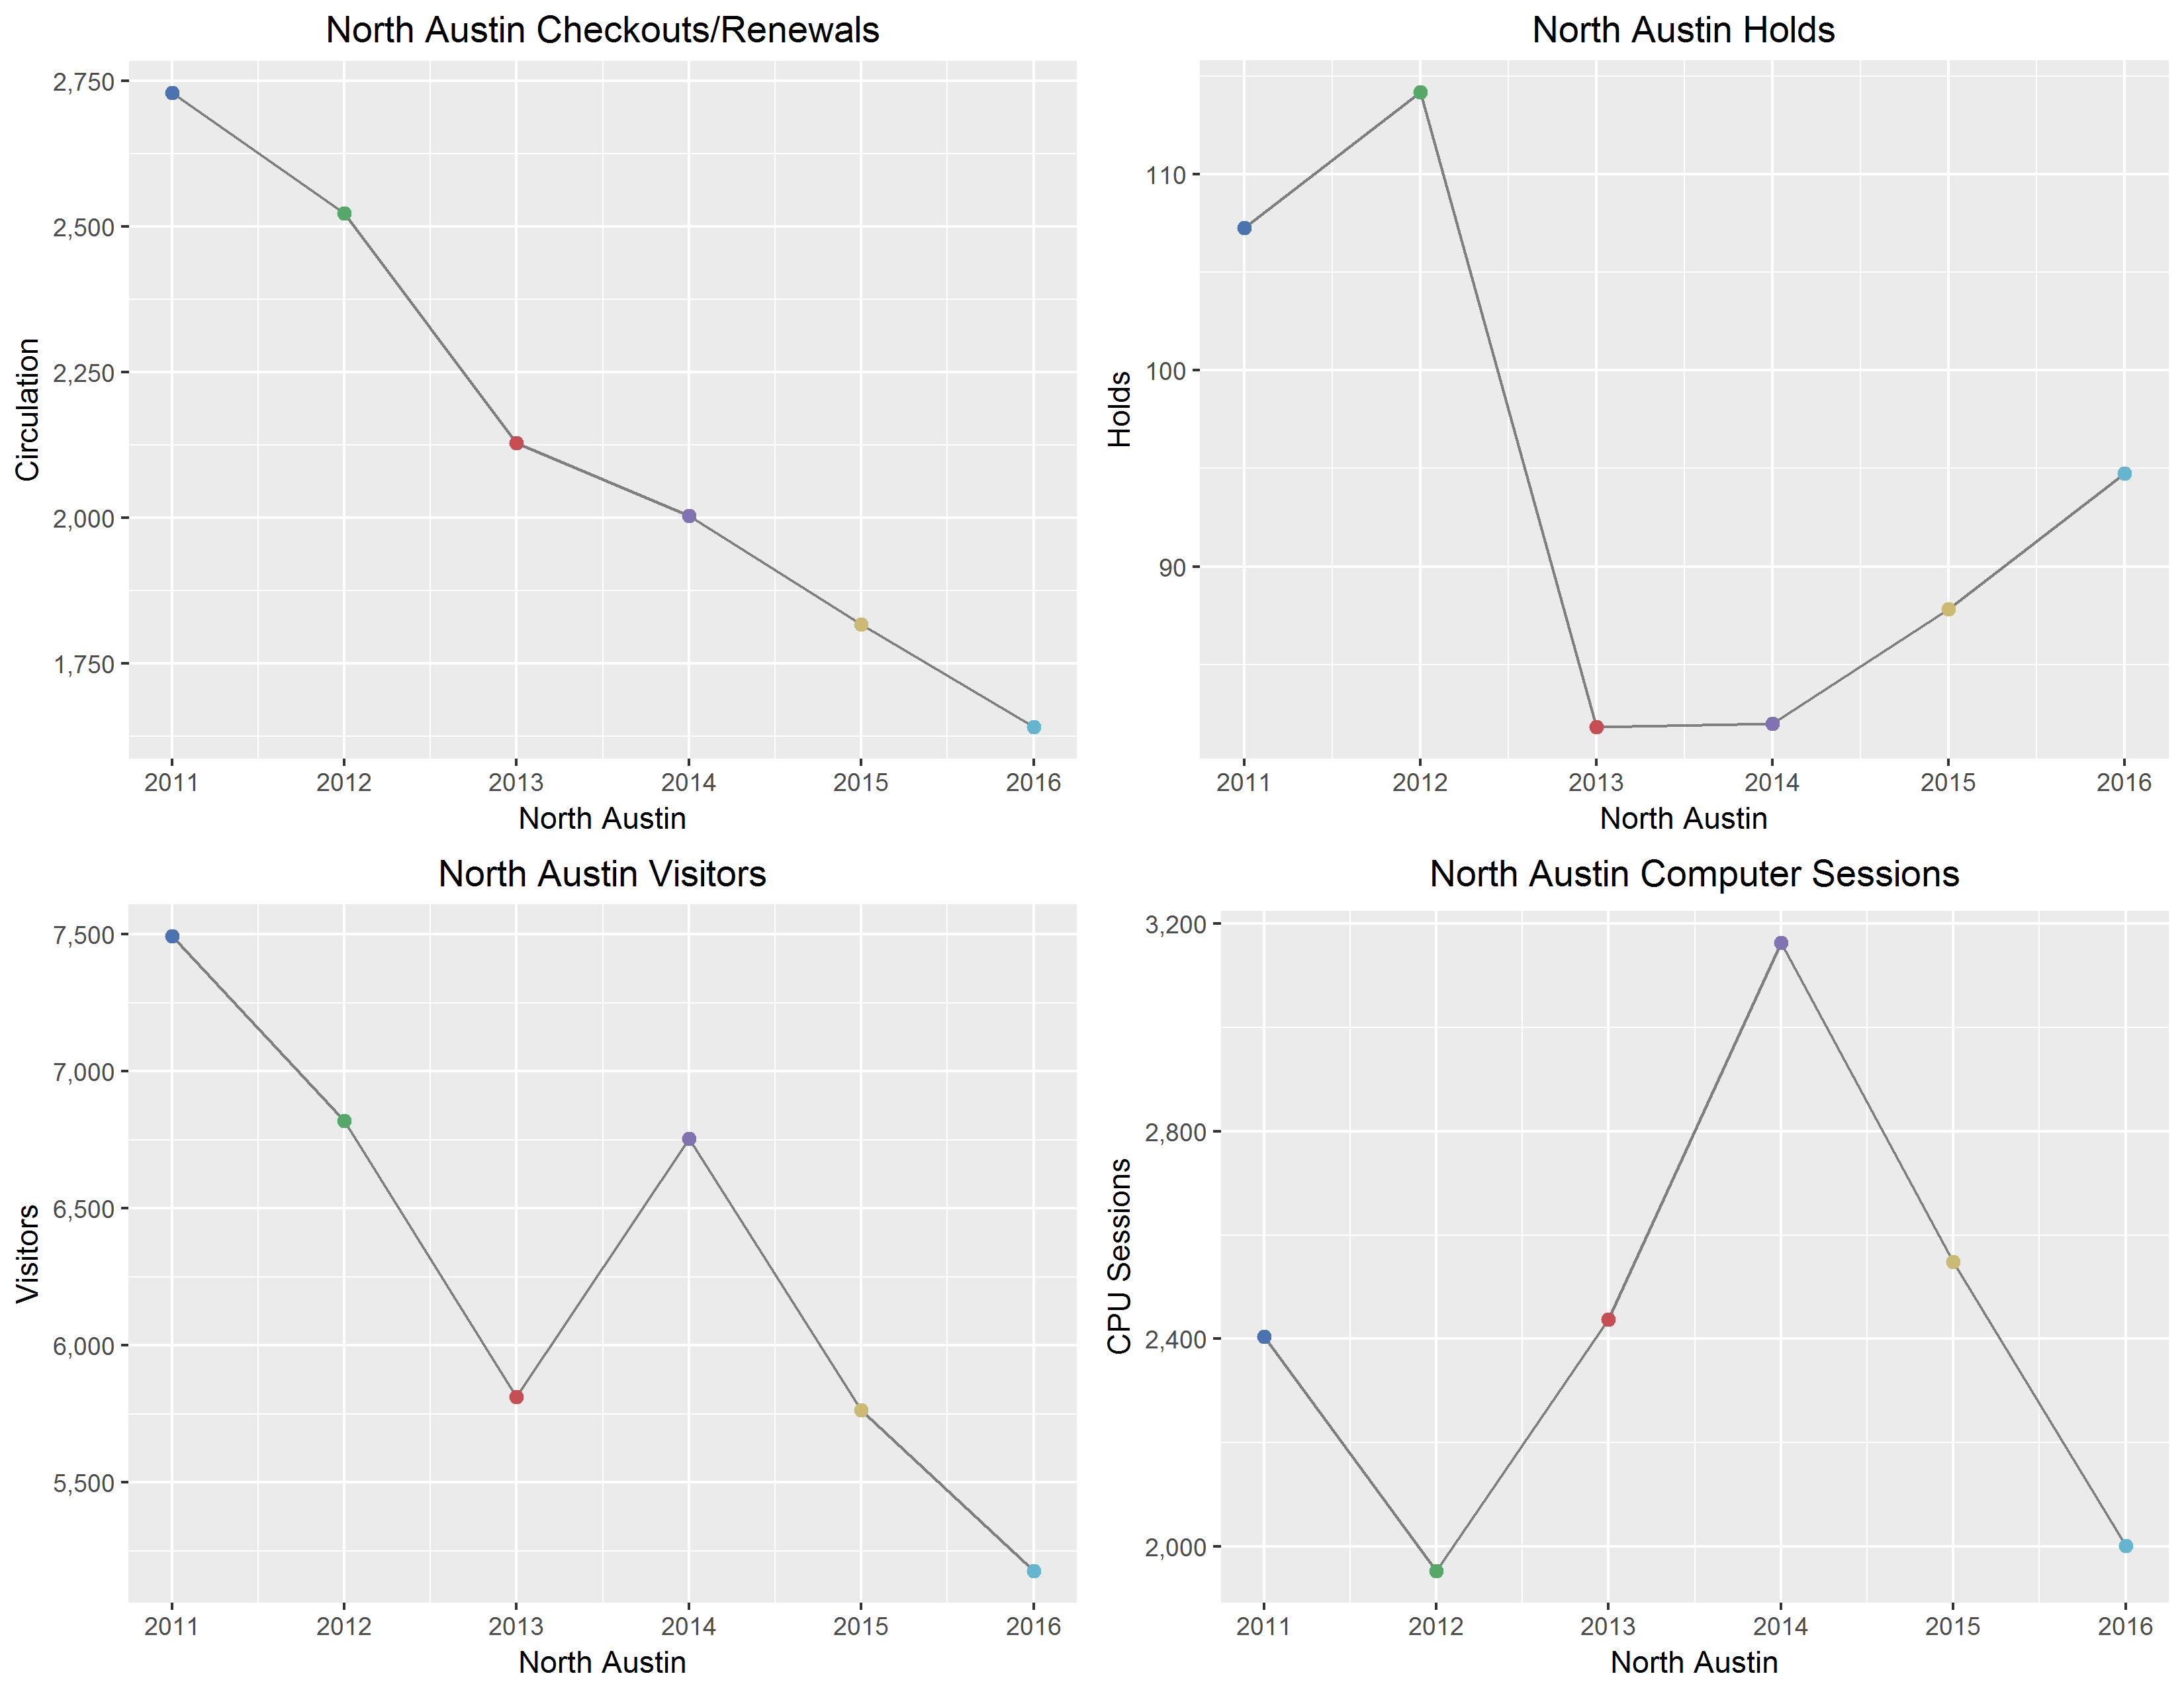 North Austin Checkouts/Renewals
2,750
2,500
2,250
2,000
1,750
Circulation
2011 2012 2013 2014 2015 2016
North Austin
North Austin Holds
110
100
90
Holds
2011 2012 2013 2014 2015 2016
North Austin
North Austin Visitors
7,500
7,000
6,500
6,000
5,500
Visitors
2011 2012 2013 2014 2015 2016
North Austin
North Austin Computer Sessions
3,200
2,800
2,400
2,000
CPU Sessions
2011 2012 2013 2014 2015 2016
North Austin